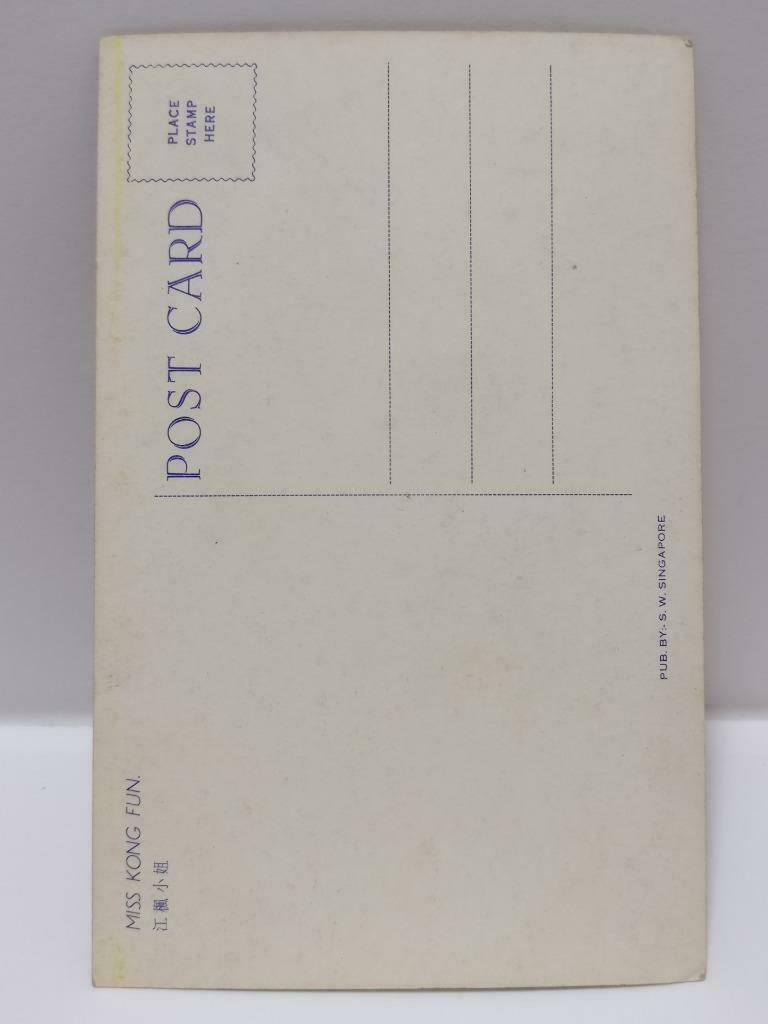 MISS KONG FUN.
江楓小姐
POST CARD
PLACE
STAMP
HERE
PUB. BY:- S. W. SINGAPORE